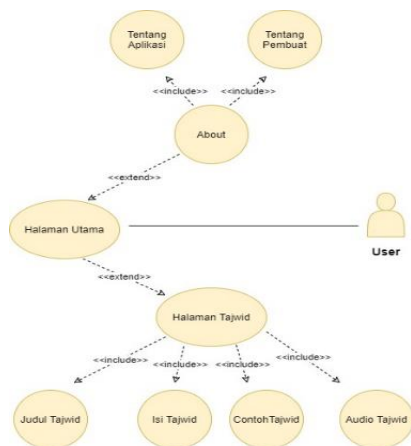 Tentang
Aplikasi
Tentang
Pembuat
<<include>>
<<include>>
About
<<extend>>
Halaman Utama
User
<<extend>>
Halaman Tajwid
<<include>>
<<include>>
<<include>>
<<include>>
Judul Tajwid
Isi Tajwid
ContohTajwid
Audio Tajwid